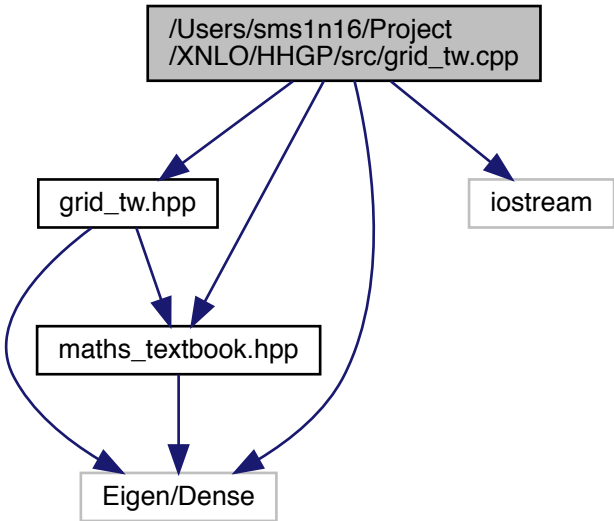 /Users/sms1n16/Project
/XNLO/HHGP/src/grid_tw.cpp
grid_tw.hpp
iostream
maths_textbook.hpp
Eigen/Dense